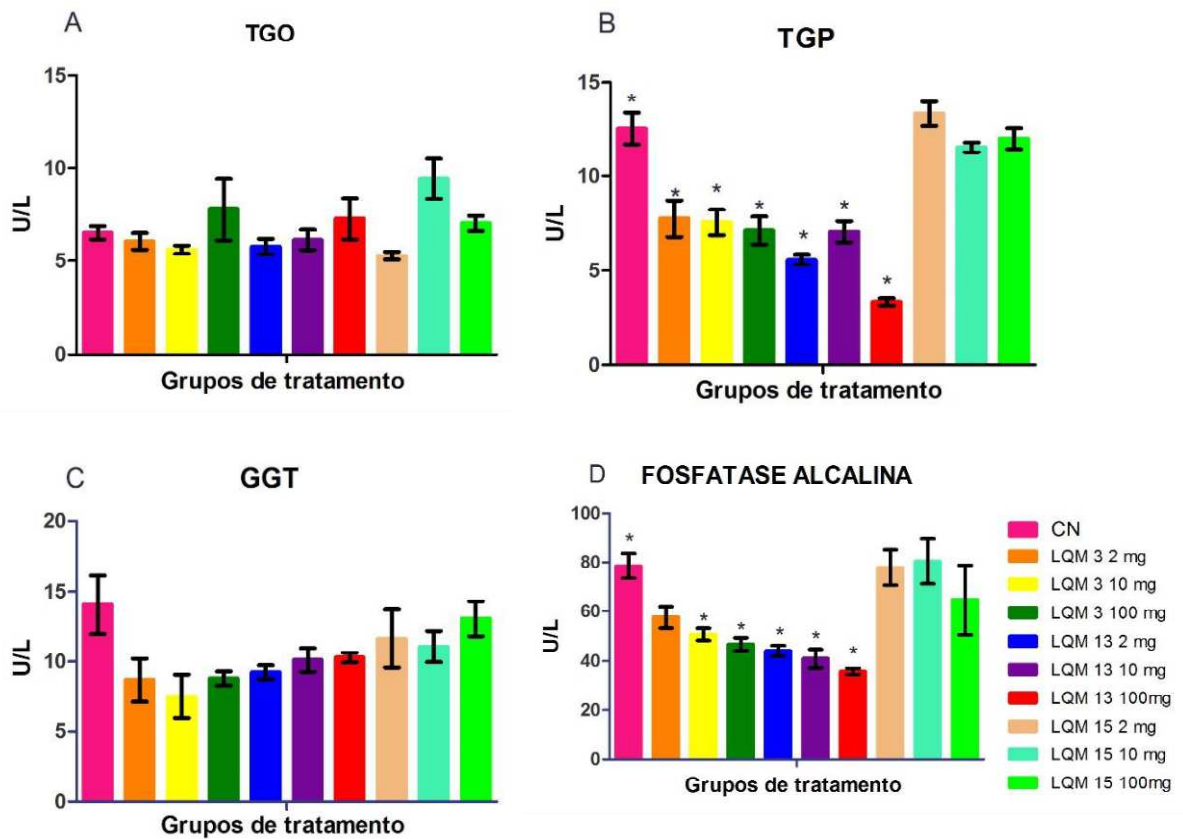 A
TGO
15
10
5
0
U/L
Grupos de tratamento
B
TGP
15
10
5
0
U/L
* * * * * * *
Grupos de tratamento
C
GGT
20
15
10
5
0
U/L
Grupos de tratamento
D
FOSFATASE ALCALINA
100
80
60
40
20
0
U/L
* * * * * *
Grupos de tratamento
CN
LQM 3 2 mg
LQM 3 10 mg
LQM 3 100 mg
LQM 13 2 mg
LQM 13 10 mg
LQM 13 100mg
LQM 15 2 mg
LQM 15 10 mg
LQM 15 100mg